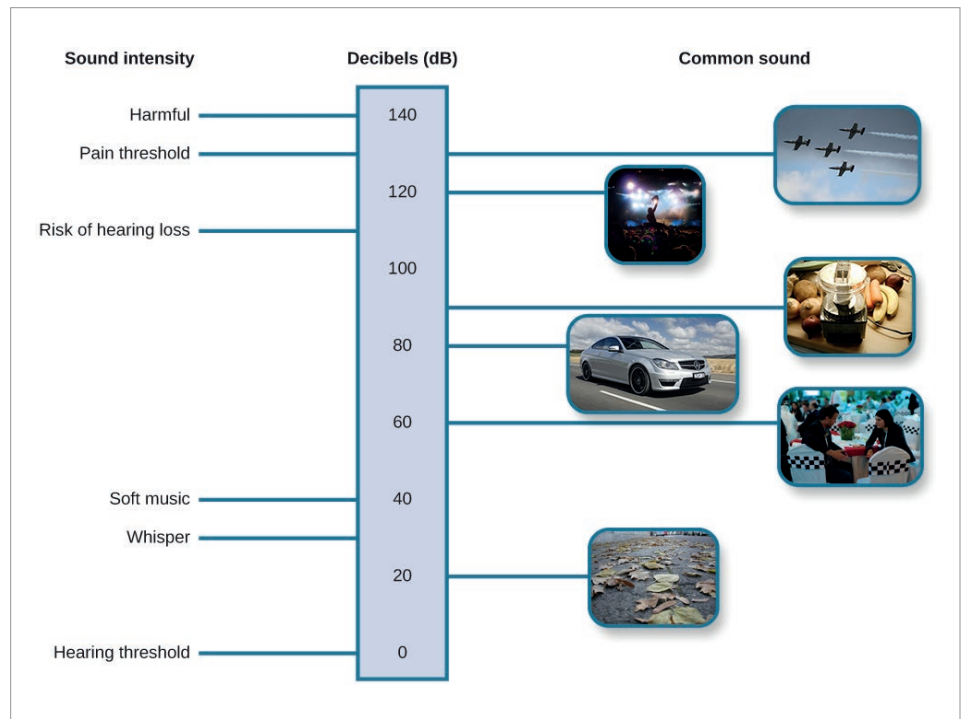 Sound intensity
Decibels (dB)
Common sound
Harmful
140
Pain threshold
120
Risk of hearing loss
100
80
60
Soft music
40
Whisper
20
Hearing threshold
0